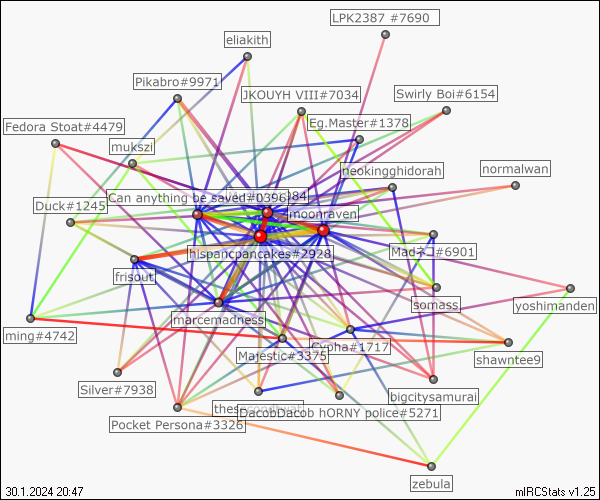 LPK2387 #7690
eliakith
Pikabro#9971
JKOUYH VIII#7034
Swirly Boi#6154
Eg.Master#1378
Fedora Stoat#4479
mukszi
neokingghidorah
normalwan
Can anything be saved#0396
84
Duck#1245
moonraven
hispancpancakes#2928
Madネコ#6901
frisout
somass
yoshimanden
marcemadness
ming#4742
Cypha#1717
Majestic#3375
shawntee9
Silver#7938
bigcitysamurai
DacobDacob hORNY police#5271
Pocket Persona#3326
zebula
30.1.2024 20:47
mIRCStats v1.25